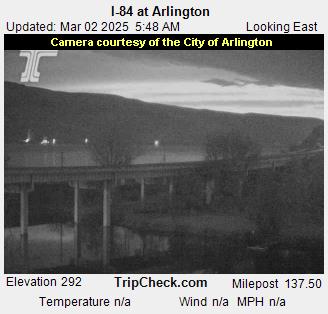 I-84 at Arlington
Updated: Mar 02 2025 5:48 AM Looking East
Camera courtesy of the City of Arlington
Elevation 292 TripCheck.com Milepost 137.50
Temperature n/a Wind n/a MPH n/a